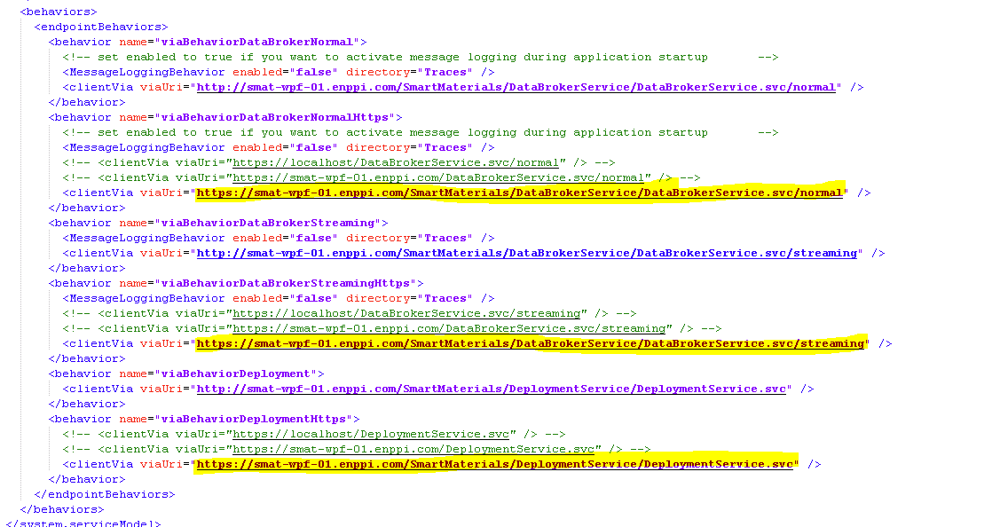 <behaviors>
<endpointBehaviors>
<behavior name="viaBehaviorDataBrokerNormal">
<!-- set enabled to true if you want to activate message logging during application startup -->
<MessageLoggingBehavior enabled="false" directory="Traces" />
<clientVia viaUri="http://smat-wpf-01.enppi.com/SmartMaterials/DataBrokerService/DataBrokerService.svc/normal" />
</behavior>
<behavior name="viaBehaviorDataBrokerNormalHttps">
<!-- set enabled to true if you want to activate message logging during application startup -->
<MessageLoggingBehavior enabled="false" directory="Traces" />
<!-- <clientVia viaUri="https://localhost/DataBrokerService.svc/normal" /> -->
<!-- <clientVia viaUri="https://smat-wpf-01.enppi.com/DataBrokerService.svc/normal" /> -->
<clientVia viaUri="https://smat-wpf-01.enppi.com/SmartMaterials/DataBrokerService/DataBrokerService.svc/normal" />
</behavior>
<behavior name="viaBehaviorDataBrokerStreaming">
<MessageLoggingBehavior enabled="false" directory="Traces" />
<clientVia viaUri="http://smat-wpf-01.enppi.com/SmartMaterials/DataBrokerService/DataBrokerService.svc/streaming" />
</behavior>
<behavior name="viaBehaviorDataBrokerStreamingHttps">
<MessageLoggingBehavior enabled="false" directory="Traces" />
<!-- <clientVia viaUri="https://localhost/DataBrokerService.svc/streaming" /> -->
<!-- <clientVia viaUri="https://smat-wpf-01.enppi.com/DataBrokerService.svc/streaming" /> -->
<clientVia viaUri="https://smat-wpf-01.enppi.com/SmartMaterials/DataBrokerService/DataBrokerService.svc/streaming" />
</behavior>
<behavior name="viaBehaviorDeployment">
<clientVia viaUri="http://smat-wpf-01.enppi.com/SmartMaterials/DeploymentService/DeploymentService.svc" />
</behavior>
<behavior name="viaBehaviorDeploymentHttps">
<!-- <clientVia viaUri="https://localhost/DeploymentService.svc" /> -->
<!-- <clientVia viaUri="https://smat-wpf-01.enppi.com/DeploymentService.svc" /> -->
<clientVia viaUri="https://smat-wpf-01.enppi.com/SmartMaterials/DeploymentService/DeploymentService.svc" />
</behavior>
</endpointBehaviors>
</behaviors>
</system.serviceModel>